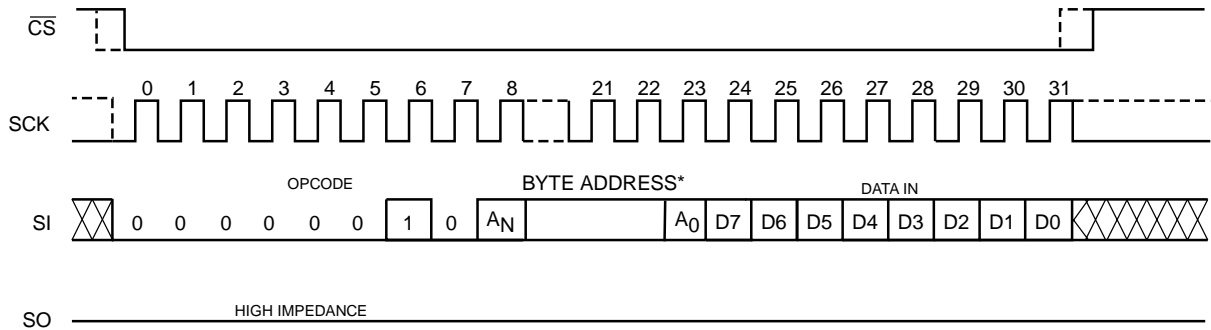 CS
0 1 2 3 4 5 6 7 8 21 22 23 24 25 26 27 28 29 30 31
SCK
OPCODE BYTE ADDRESS* DATA IN
SI 0 0 0 0 0 0 1 0 AN A0 D7 D6 D5 D4 D3 D2 D1 D0
HIGH IMPEDANCE
SO